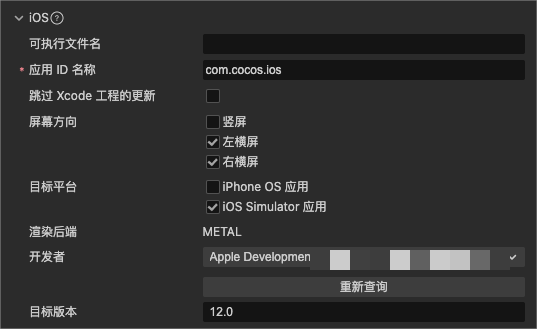 iOS ?
可执行文件名
* 应用 ID 名称 com.cocos.ios
跳过 Xcode 工程的更新
屏幕方向 竖屏
左横屏
右横屏
目标平台 iPhone OS 应用
iOS Simulator 应用
渲染后端 METAL
开发者 Apple Developmen
重新查询
目标版本 12.0